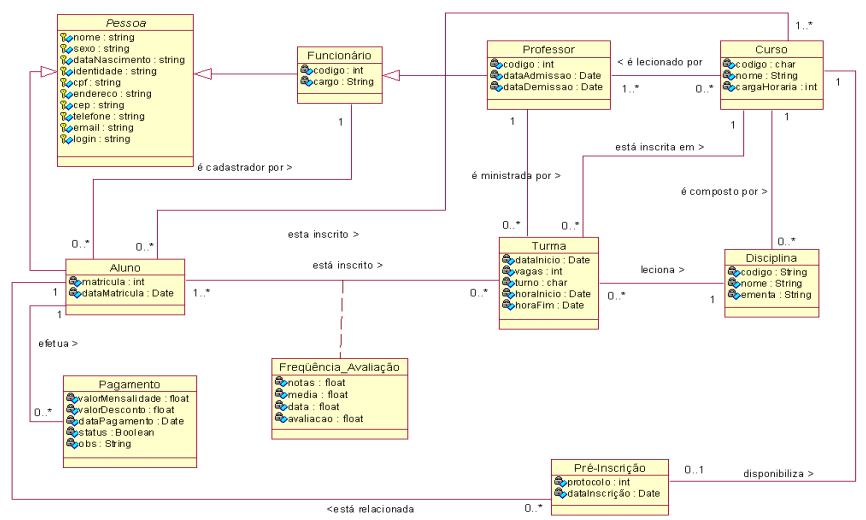 Pessoa
nome : string
sexo : string
dataNascimento : string
identidade : string
cpf : string
endereco : string
cep : string
telefone : string
email : string
login : string
Funcionário
codigo : int
cargo : String
Professor
codigo : int
dataAdmissao : Date
dataDemissao : Date
< é lecionado por
1..*
0..*
Curso
codigo : char
nome : String
cargaHoraria : int
1..*
1
1
1
1
1
é cadastrador por >
0..*
0..*
esta inscrito >
é ministrada por >
0..*
0..*
está inscrita em >
é composto por >
0..*
Aluno
matricula : int
dataMatricula : Date
está inscrito >
1..*
0..*
Turma
dataInicio : Date
vagas : int
turno : char
horaInicio : Date
horaFim : Date
leciona >
0..*
1
Disciplina
codigo : String
nome : String
ementa : String
1
1
efetua >
0..*
Pagamento
valorMensalidade : float
valorDesconto : float
dataPagamento : Date
status : Boolean
obs : String
Freqüência_Avaliação
notas : float
media : float
data : float
avaliacao : float
Pré-Inscrição
protocolo : int
dataInscrição : Date
0..1
disponibiliza >
<está relacionada
0..*